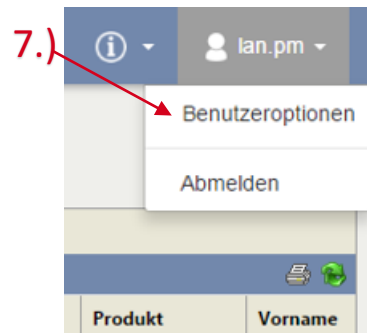 7.)
lan.pm
Benutzeroptionen
Abmelden
Produkt Vorname